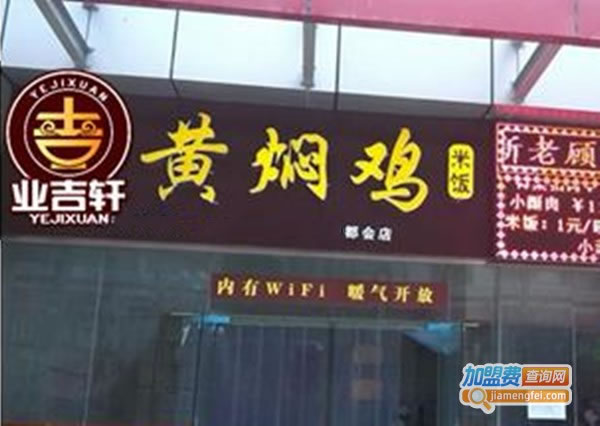 YEJIXUAN
业吉轩
YEJIXUAN
黄焖鸡
米饭
都会店
新老顾
小酥肉 ¥1
米饭：1元/
小
内有WiFi 暖气开放
加盟费查询网
jiamengfei.com